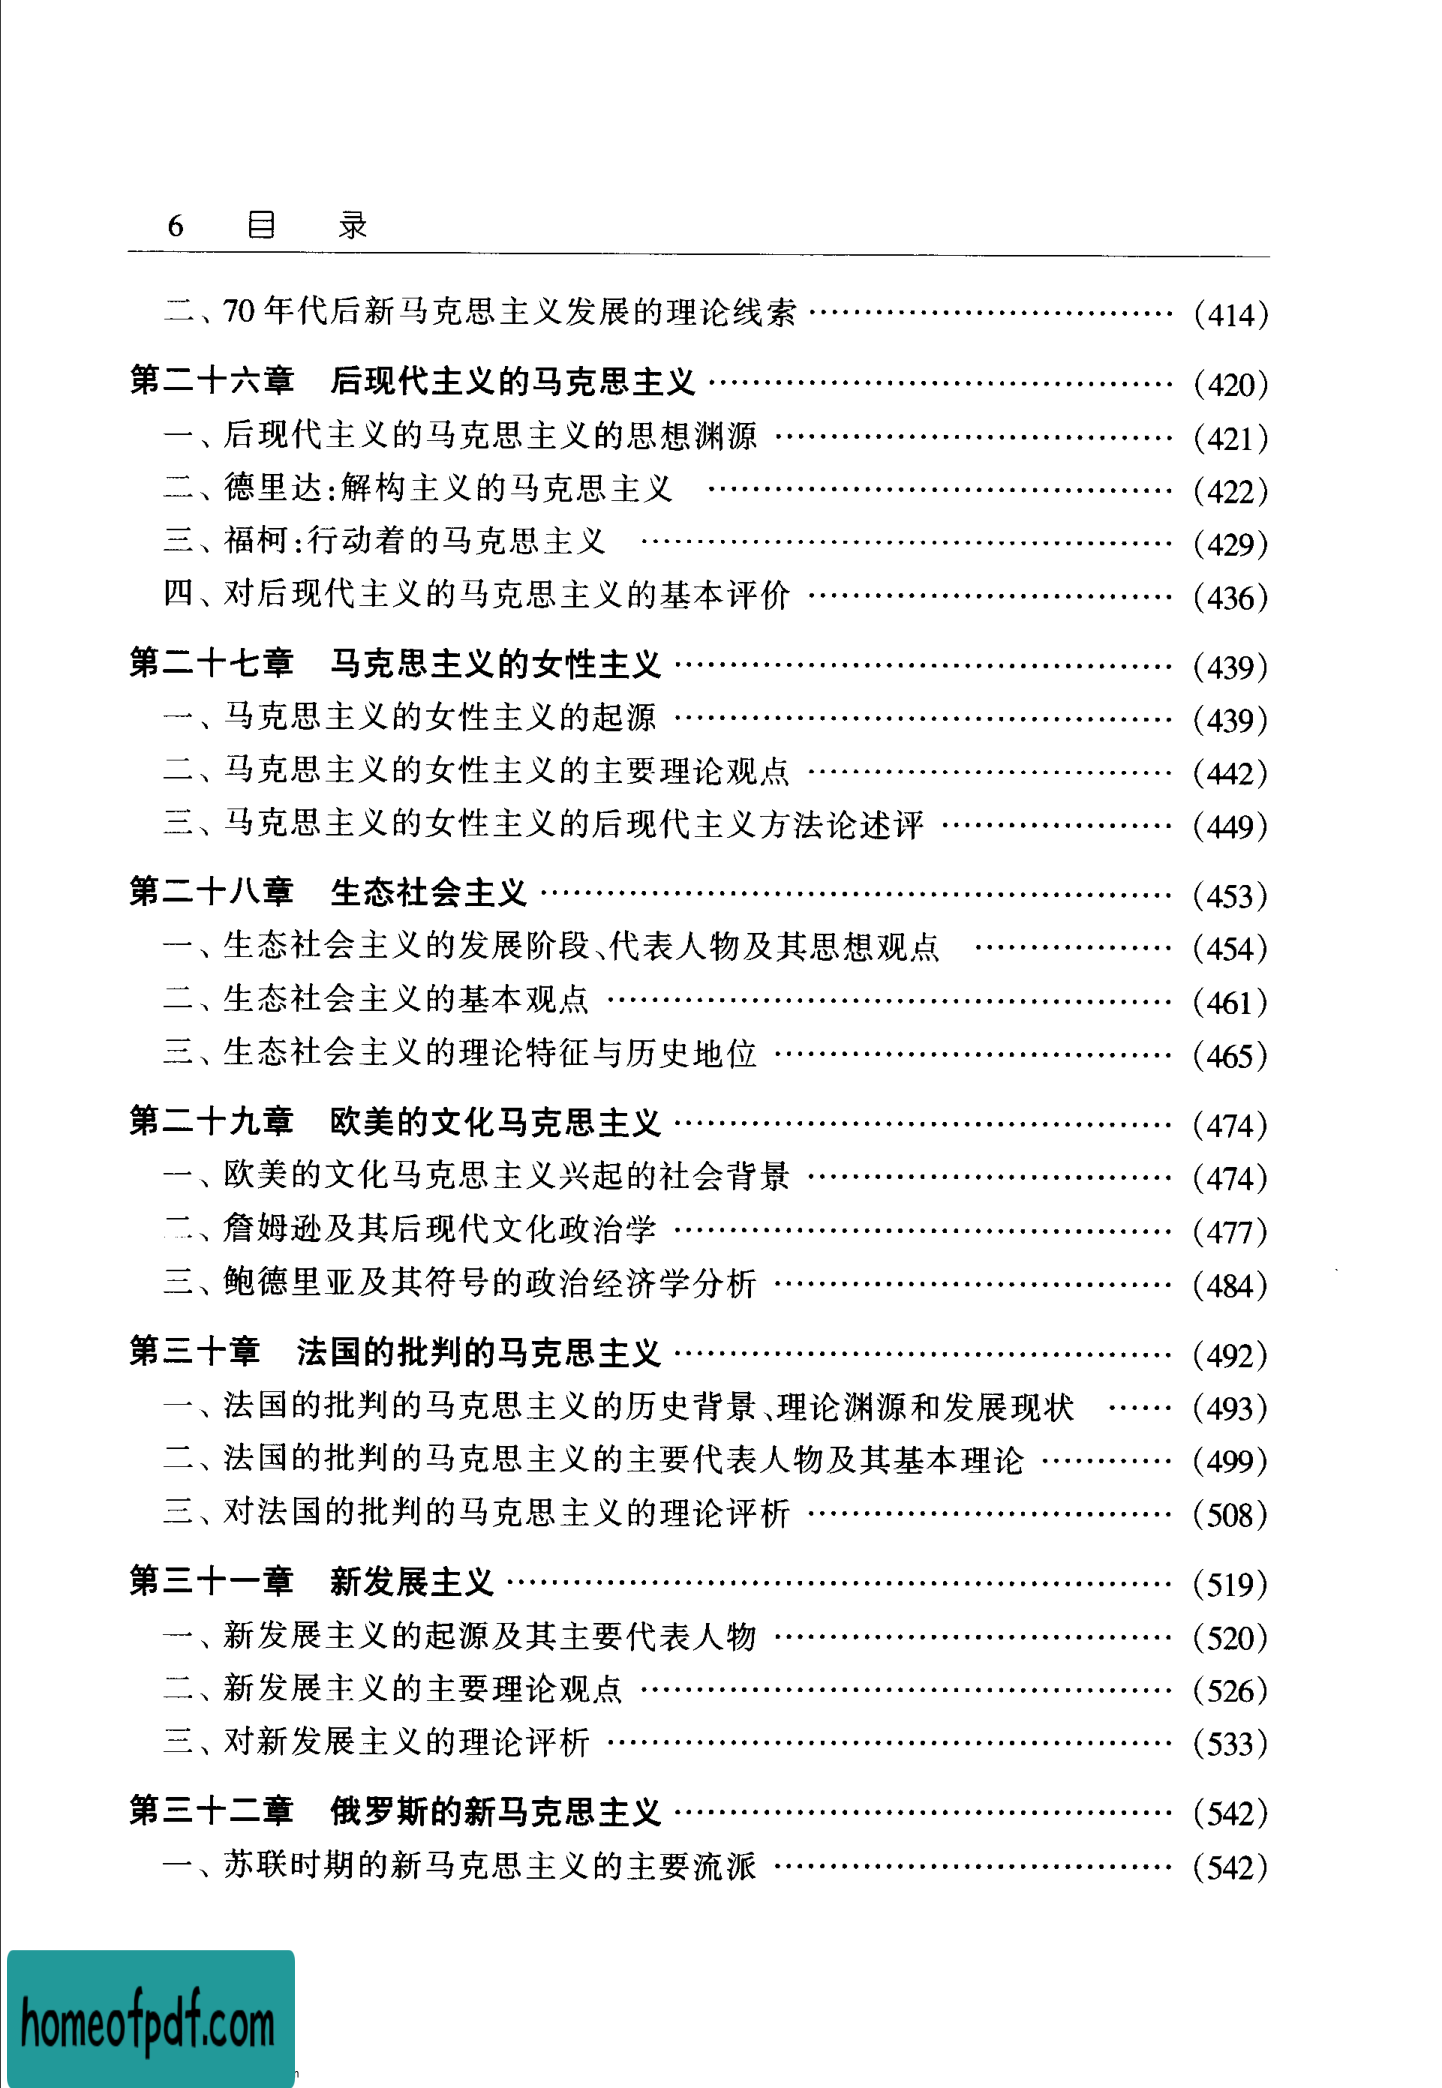 6 目 录
二、70年代后新马克思主义发展的理论线索 ………………………… (414)
第二十六章 后现代主义的马克思主义 ………………………… (420)
一、后现代主义的马克思主义的思想渊源 ………………………… (421)
二、德里达:解构主义的马克思主义 ………………………… (422)
三、福柯:行动着的马克思主义 ………………………… (429)
四、对后现代主义的马克思主义的基本评价 ………………………… (436)
第二十七章 马克思主义的女性主义 ………………………… (439)
一、马克思主义的女性主义的起源 ………………………… (439)
二、马克思主义的女性主义的主要理论观点 ………………………… (442)
三、马克思主义的女性主义的后现代主义方法论述评 ………………… (449)
第二十八章 生态社会主义 ………………………… (453)
一、生态社会主义的发展阶段、代表人物及其思想观点 ……………… (454)
二、生态社会主义的基本观点 ………………………… (461)
三、生态社会主义的理论特征与历史地位 ………………………… (465)
第二十九章 欧美的文化马克思主义 ………………………… (474)
一、欧美的文化马克思主义兴起的社会背景 ………………………… (474)
二、詹姆逊及其后现代文化政治学 ………………………… (477)
三、鲍德里亚及其符号的政治经济学分析 ………………………… (484)
第三十章 法国的批判的马克思主义 ………………………… (492)
一、法国的批判的马克思主义的历史背景、理论渊源和发展现状 …… (493)
二、法国的批判的马克思主义的主要代表人物及其基本理论 ………… (499)
三、对法国的批判的马克思主义的理论评析 ………………………… (508)
第三十一章 新发展主义 ………………………… (519)
一、新发展主义的起源及其主要代表人物 ………………………… (520)
二、新发展主义的主要理论观点 ………………………… (526)
三、对新发展主义的理论评析 ………………………… (533)
第三十二章 俄罗斯的新马克思主义 ………………………… (542)
一、苏联时期的新马克思主义的主要流派 ………………………… (542)
homeofpdf.com